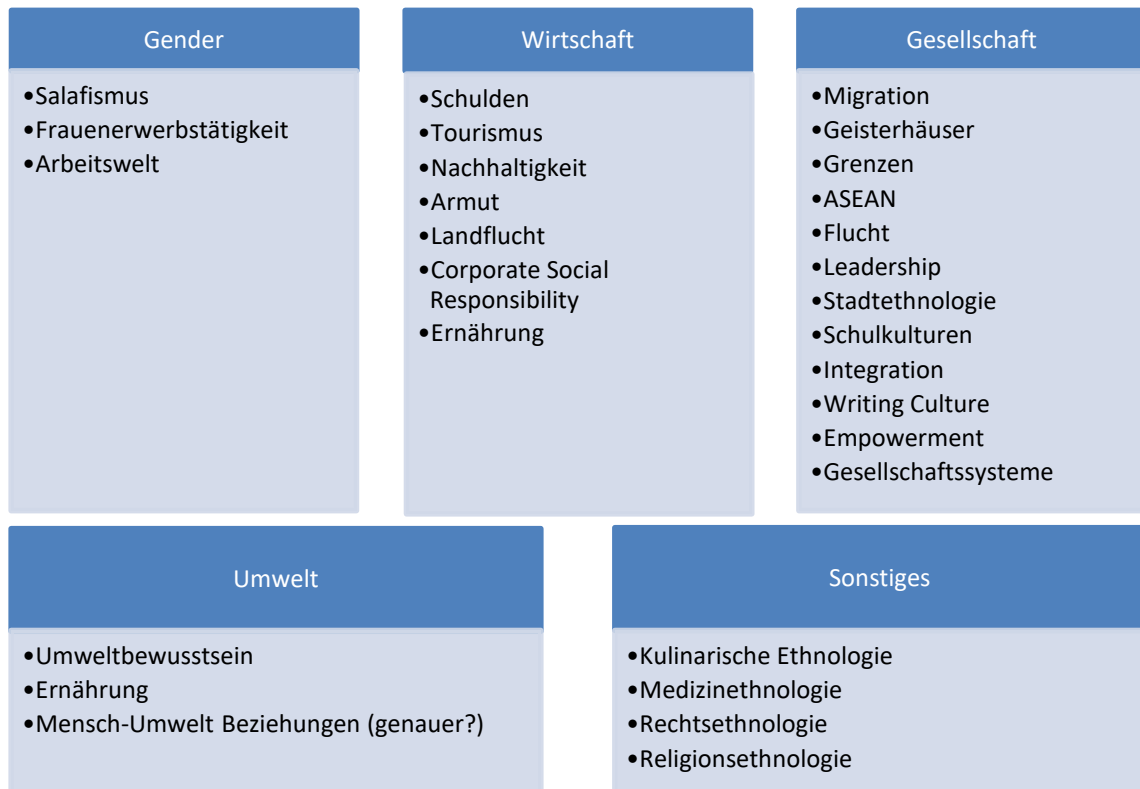 Gender
•Salafismus
•Frauenerwerbstätigkeit
•Arbeitswelt
Wirtschaft
•Schulden
•Tourismus
•Nachhaltigkeit
•Armut
•Landflucht
•Corporate Social
Responsibility
•Ernährung
Gesellschaft
•Migration
•Geisterhäuser
•Grenzen
•ASEAN
•Flucht
•Leadership
•Stadtethnologie
•Schulkulturen
•Integration
•Writing Culture
•Empowerment
•Gesellschaftssysteme
Umwelt
•Umweltbewusstsein
•Ernährung
•Mensch-Umwelt Beziehungen (genauer?)
Sonstiges
•Kulinarische Ethnologie
•Medizinethnologie
•Rechtsethnologie
•Religionsethnologie